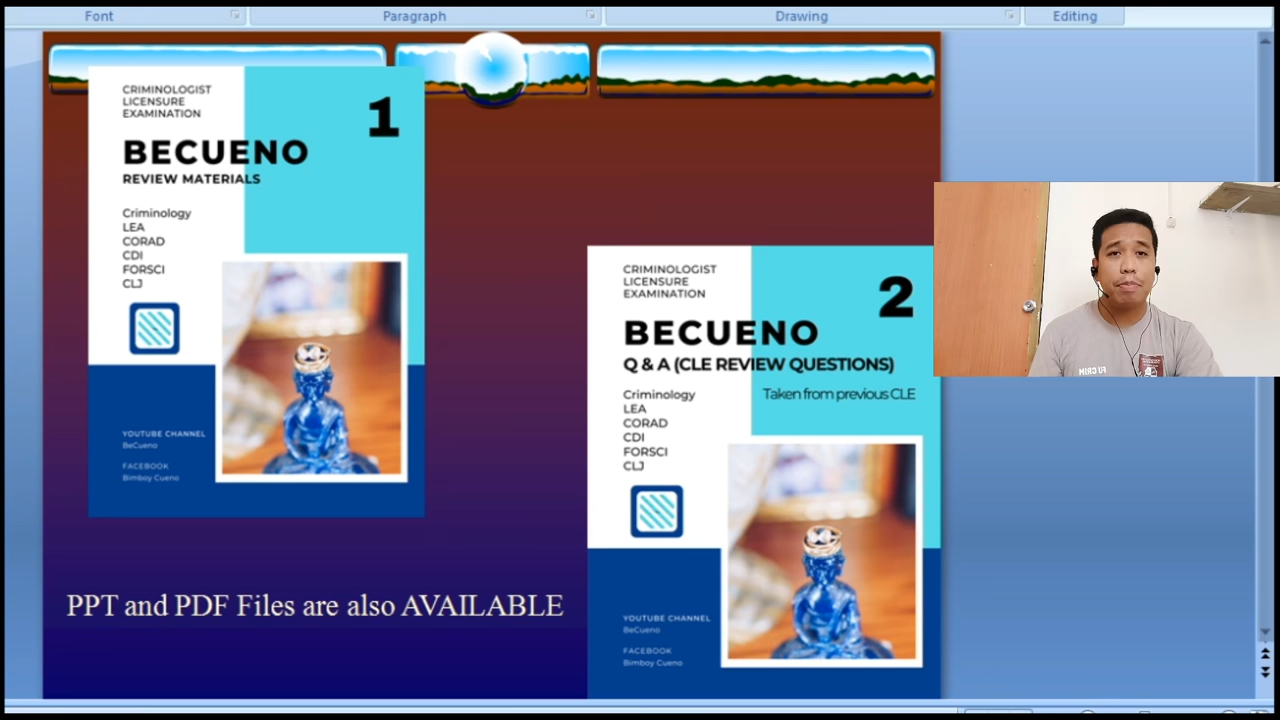 Font
Paragraph
Drawing
Editing
CRIMINOLOGIST
LICENSURE
EXAMINATION
1
BECUENO
REVIEW MATERIALS
Criminology
LEA
CORAD
CDI
FORSCI
CLJ
YOUTUBE CHANNEL
BeCueno
FACEBOOK
Bimboy Cueno
CRIMINOLOGIST
LICENSURE
EXAMINATION
2
BECUENO
Q & A (CLE REVIEW QUESTIONS)
Taken from previous CLE
Criminology
LEA
CORAD
CDI
FORSCI
CLJ
YOUTUBE CHANNEL
BeCueno
FACEBOOK
Bimboy Cueno
PPT and PDF Files are also AVAILABLE
FU CRIM